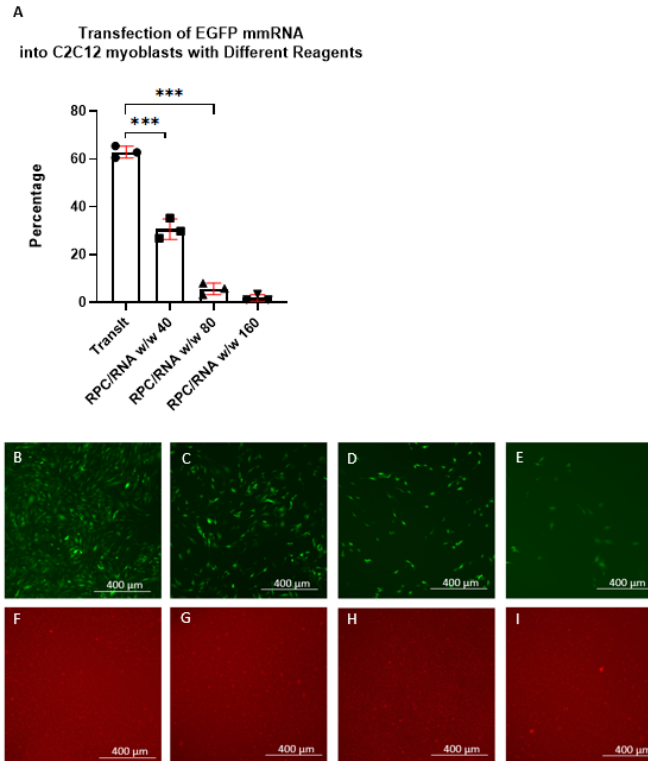 A
Transfection of EGFP mmRNA
into C2C12 myoblasts with Different Reagents
***
***
80
60
40
20
0
Percentage
TransIt
RPC/RNA w/w 40
RPC/RNA w/w 80
RPC/RNA w/w 160
B
C
D
E
400 µm
400 µm
400 µm
400 µm
F
G
H
I
400 µm
400 µm
400 µm
400 µm